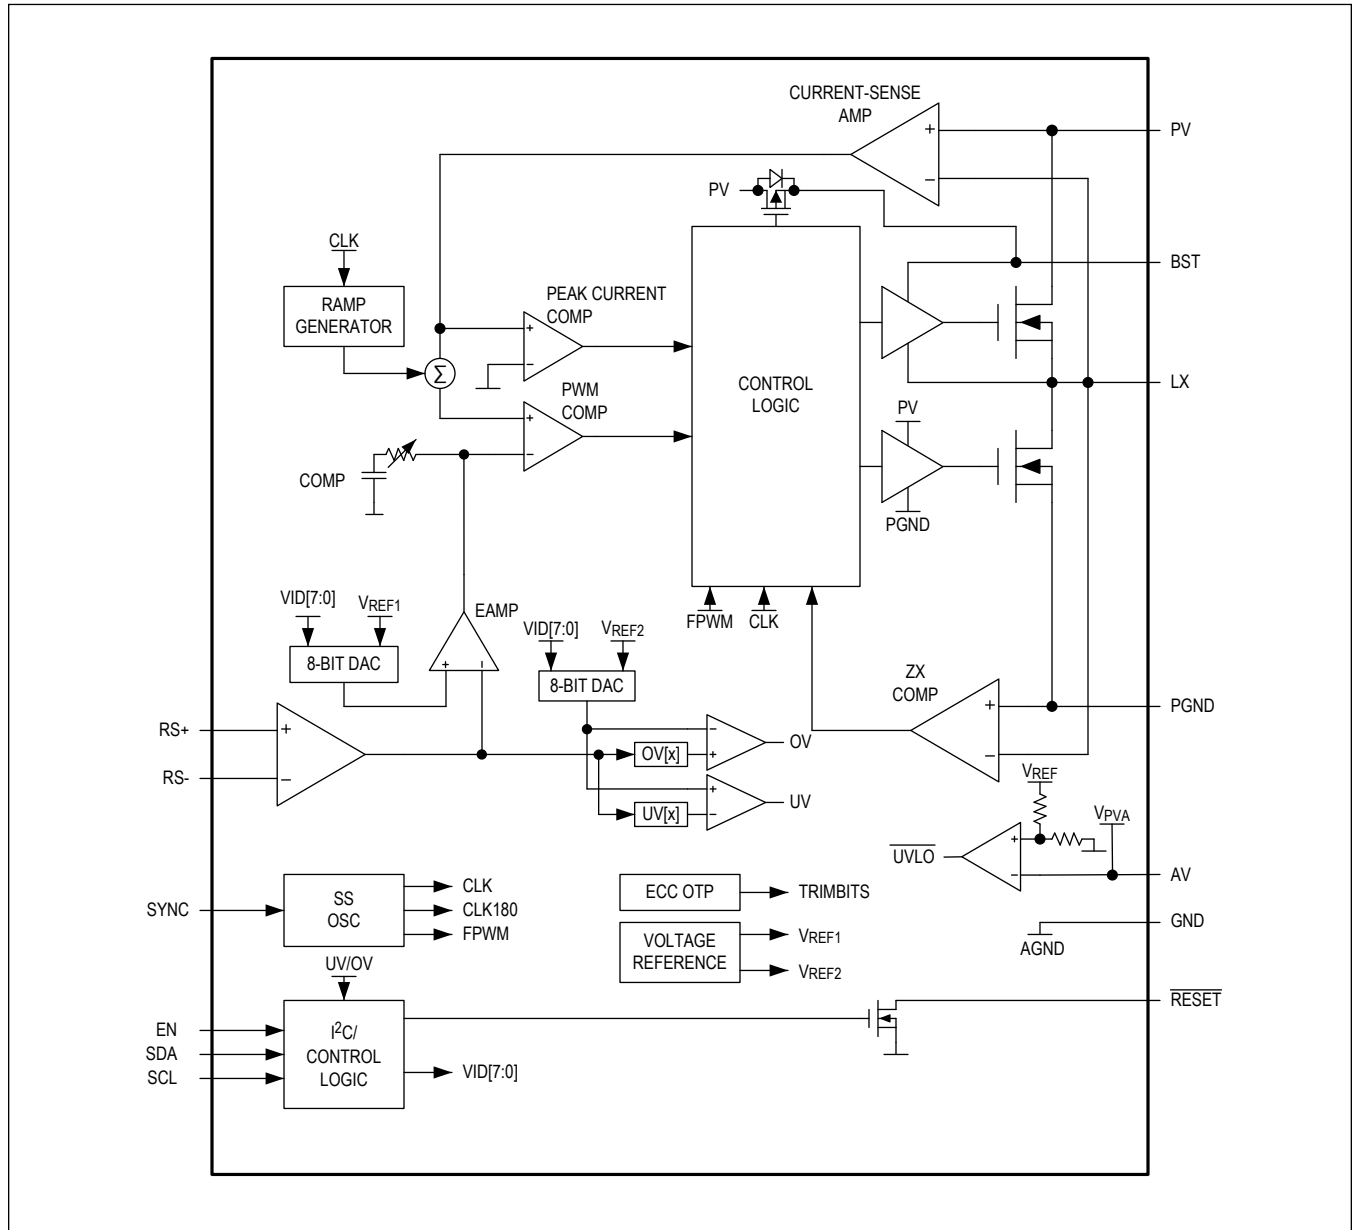 CURRENT-SENSE
AMP
+
−
PV
PV
CLK
BST
RAMP
GENERATOR
PEAK CURRENT
COMP
+
−
Σ
CONTROL
LOGIC
LX
PWM
COMP
+
−
PV
COMP
PGND
VID[7:0]
VREF1
EAMP
FPWM
CLK
VID[7:0]
VREF2
8-BIT DAC
+
−
8-BIT DAC
ZX
COMP
+
−
PGND
RS+
+
RS-
−
OV[x]
−
+
OV
UV[x]
+
−
UV
VREF
VPVA
UVLO
+
−
AV
SYNC
SS
OSC
CLK
CLK180
FPWM
ECC OTP
TRIMBITS
VOLTAGE
REFERENCE
VREF1
VREF2
AGND
GND
UV/OV
RESET
EN
SDA
SCL
I2C/
CONTROL
LOGIC
VID[7:0]